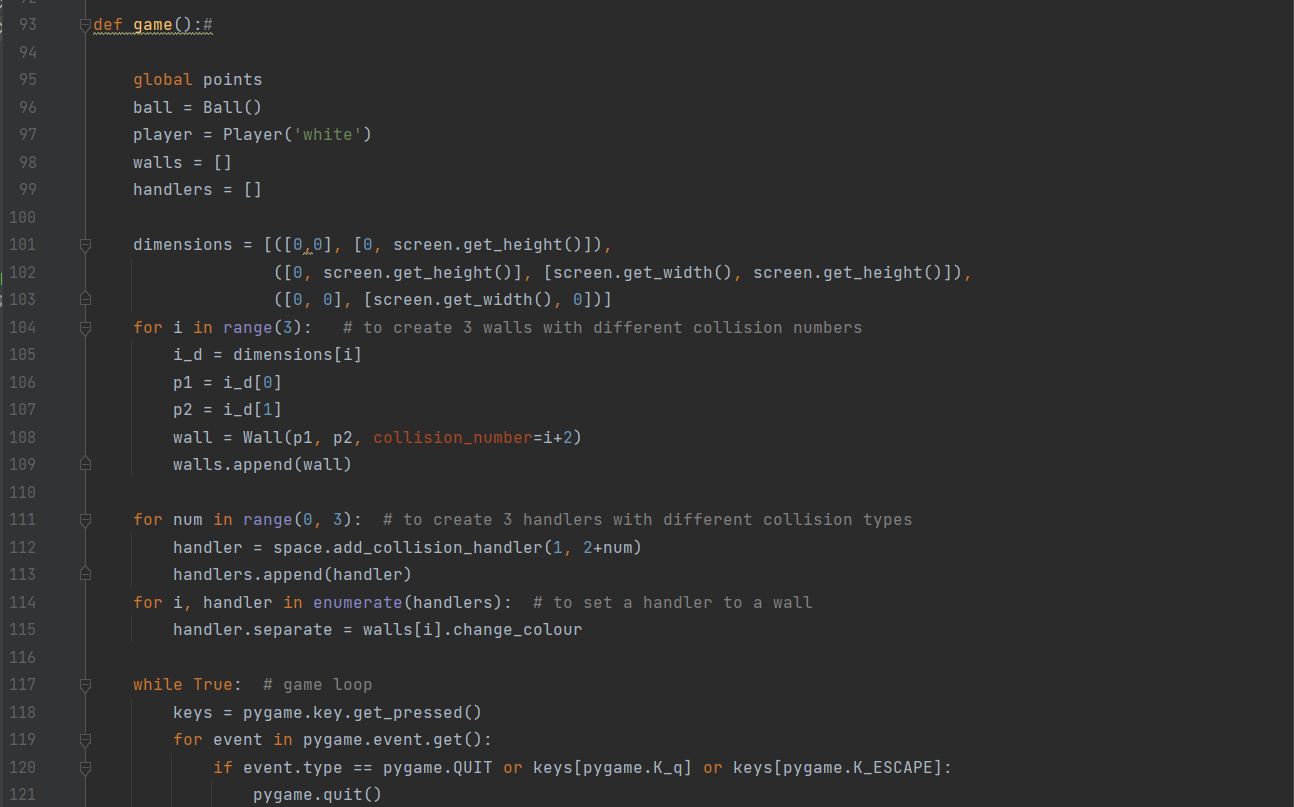 93 def game():#
94
95 global points
96 ball = Ball()
97 player = Player('white')
98 walls = []
99 handlers = []
100
101 dimensions = [([0,0], [0, screen.get_height()]),
102 ([0, screen.get_height()], [screen.get_width(), screen.get_height()]),
103 ([0, 0], [screen.get_width(), 0])]
104 for i in range(3):   # to create 3 walls with different collision numbers
105 i_d = dimensions[i]
106 p1 = i_d[0]
107 p2 = i_d[1]
108 wall = Wall(p1, p2, collision_number=i+2)
109 walls.append(wall)
110
111 for num in range(0, 3):  # to create 3 handlers with different collision types
112 handler = space.add_collision_handler(1, 2+num)
113 handlers.append(handler)
114 for i, handler in enumerate(handlers):  # to set a handler to a wall
115 handler.separate = walls[i].change_colour
116
117 while True:  # game loop
118 keys = pygame.key.get_pressed()
119 for event in pygame.event.get():
120 if event.type == pygame.QUIT or keys[pygame.K_q] or keys[pygame.K_ESCAPE]:
121 pygame.quit()